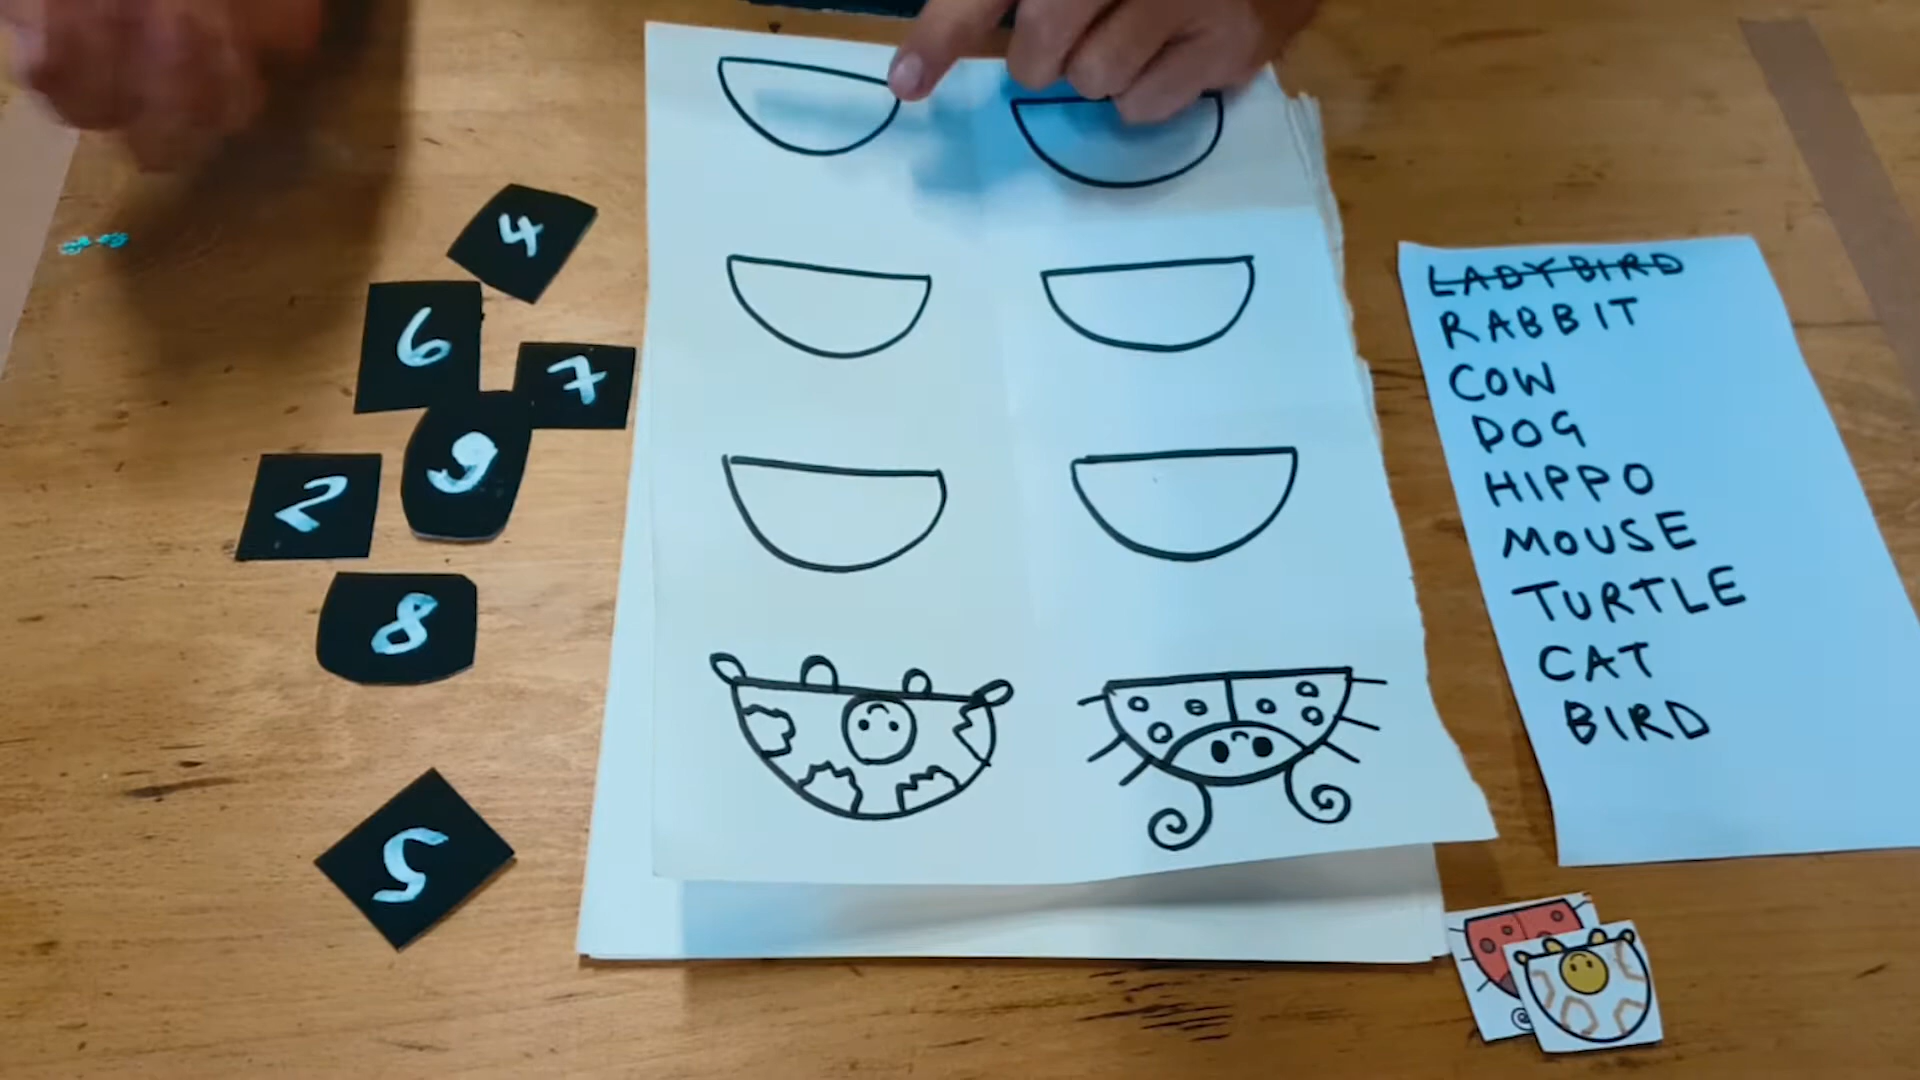 4
6
7
9
2
8
5
LADYBIRD
RABBIT
COW
DOG
HIPPO
MOUSE
TURTLE
CAT
BIRD